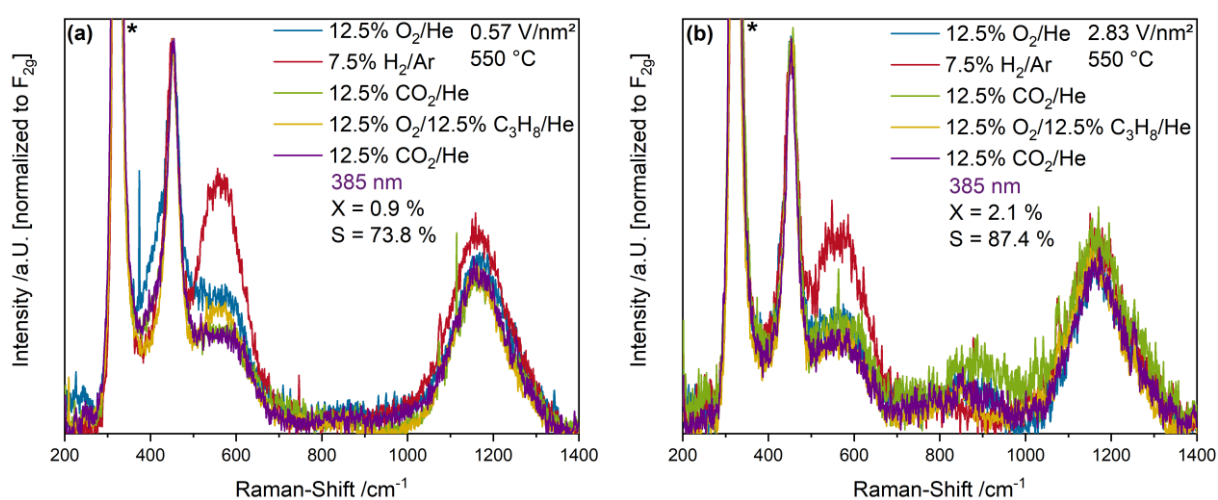 (a)
*
12.5% O₂/He 0.57 V/nm²
7.5% H₂/Ar 550 °C
12.5% CO₂/He
12.5% O₂/12.5% C₃H₈/He
12.5% CO₂/He
385 nm
X = 0.9 %
S = 73.8 %
Intensity /a.U. [normalized to F₂g]
200 400 600 800 1000 1200 1400
Raman-Shift /cm⁻¹
(b)
*
12.5% O₂/He 2.83 V/nm²
7.5% H₂/Ar 550 °C
12.5% CO₂/He
12.5% O₂/12.5% C₃H₈/He
12.5% CO₂/He
385 nm
X = 2.1 %
S = 87.4 %
Intensity /a.U. [normalized to F₂g]
200 400 600 800 1000 1200 1400
Raman-Shift /cm⁻¹